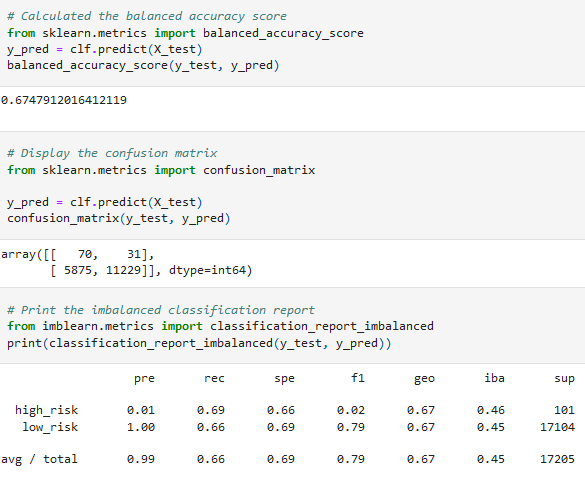 # Calculated the balanced accuracy score
from sklearn.metrics import balanced_accuracy_score
y_pred = clf.predict(X_test)
balanced_accuracy_score(y_test, y_pred)
0.6747912016412119
# Display the confusion matrix
from sklearn.metrics import confusion_matrix
y_pred = clf.predict(X_test)
confusion_matrix(y_test, y_pred)
array([[   70,    31],
       [ 5875, 11229]], dtype=int64)
# Print the imbalanced classification report
from imblearn.metrics import classification_report_imbalanced
print(classification_report_imbalanced(y_test, y_pred))
                   pre       rec       spe        f1       geo       iba       sup
  high_risk       0.01      0.69      0.66      0.02      0.67      0.46       101
   low_risk       1.00      0.66      0.69      0.79      0.67      0.45     17104
avg / total       0.99      0.66      0.69      0.79      0.67      0.45     17205